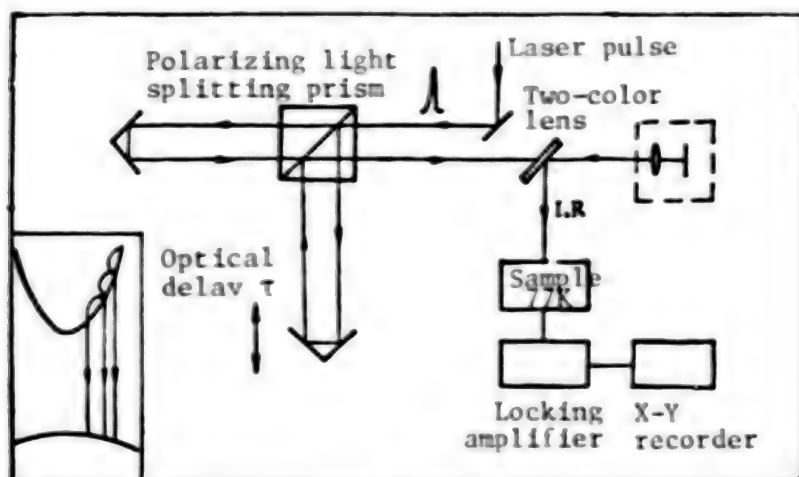 Laser pulse
Polarizing light
splitting prism
Two-color
lens
I.R
Optical
delay τ
Sample
77K
Locking
amplifier
X-Y
recorder